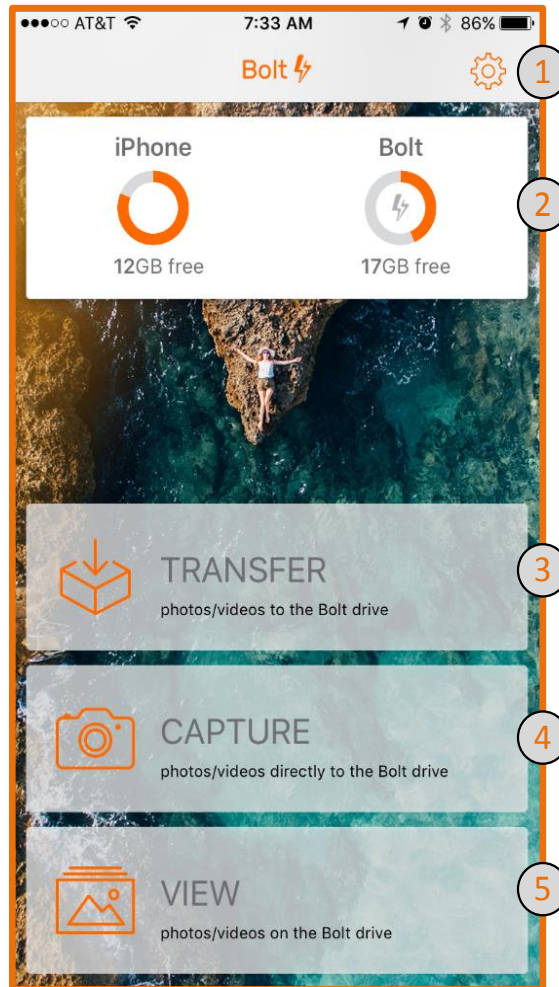 AT&T 7:33 AM 86%
Bolt
1
iPhone Bolt
2
12GB free 17GB free
TRANSFER
3
photos/videos to the Bolt drive
CAPTURE
4
photos/videos directly to the Bolt drive
VIEW
5
photos/videos on the Bolt drive